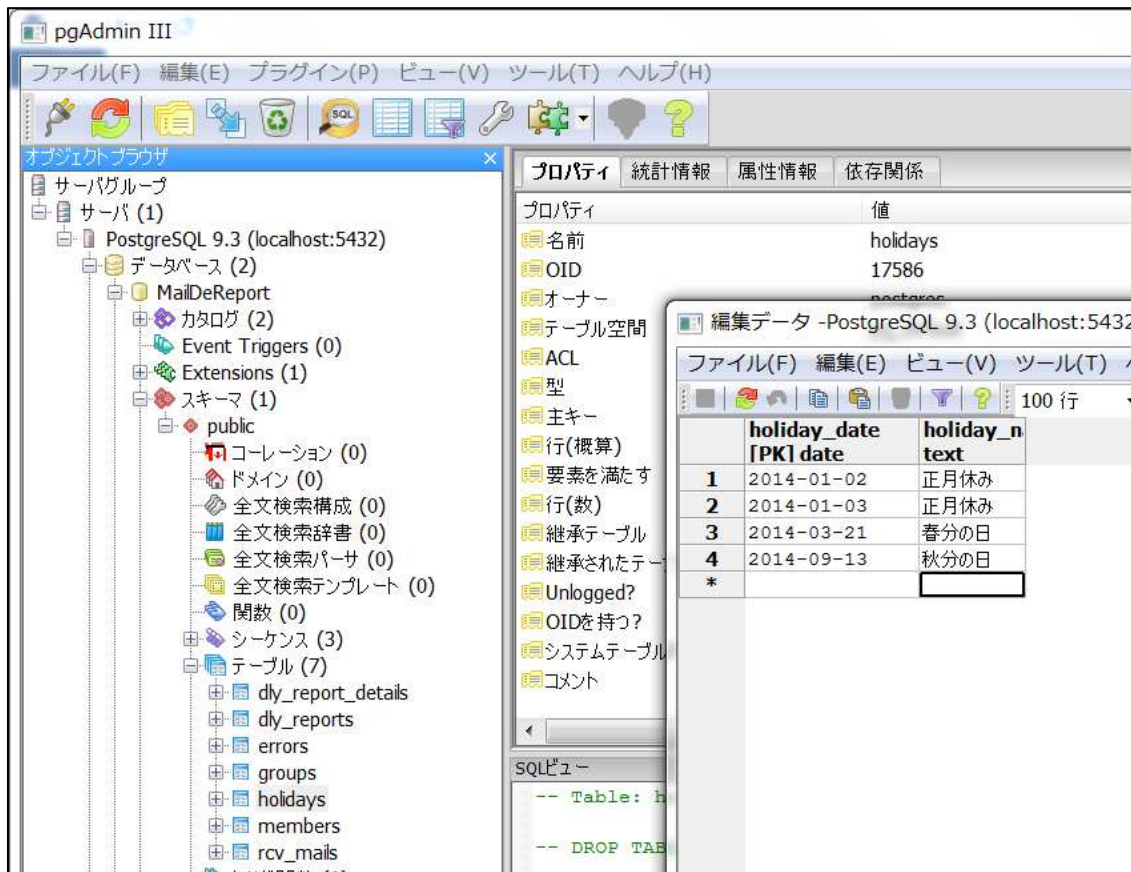 pgAdmin III
ファイル(F) 編集(E) プラグイン(P) ビュー(V) ツール(T) ヘルプ(H)
SQL
オブジェクトブラウザ
サーバグループ
サーバ (1)
PostgreSQL 9.3 (localhost:5432)
データベース (2)
MailDeReport
カタログ (2)
Event Triggers (0)
Extensions (1)
スキーマ (1)
public
コーレーション (0)
ドメイン (0)
全文検索構成 (0)
全文検索辞書 (0)
全文検索パーサ (0)
全文検索テンプレート (0)
関数 (0)
シーケンス (3)
テーブル (7)
dly_report_details
dly_reports
errors
groups
holidays
members
rcv_mails
プロパティ 統計情報 属性情報 依存関係
プロパティ 値
名前 holidays
OID 17586
オーナー postgres
テーブル空間
ACL
型
主キー
行(概算)
要素を満たす
行(数)
継承テーブル
継承されたテー
Unlogged?
OIDを持つ?
システムテーブル
コメント
SQLビュー
-- Table: h
-- DROP TAB
編集データ -PostgreSQL 9.3 (localhost:5432
ファイル(F) 編集(E) ビュー(V) ツール(T)
100 行
holiday_date holiday_n
[PK] date text
1 2014-01-02 正月休み
2 2014-01-03 正月休み
3 2014-03-21 春分の日
4 2014-09-13 秋分の日
*